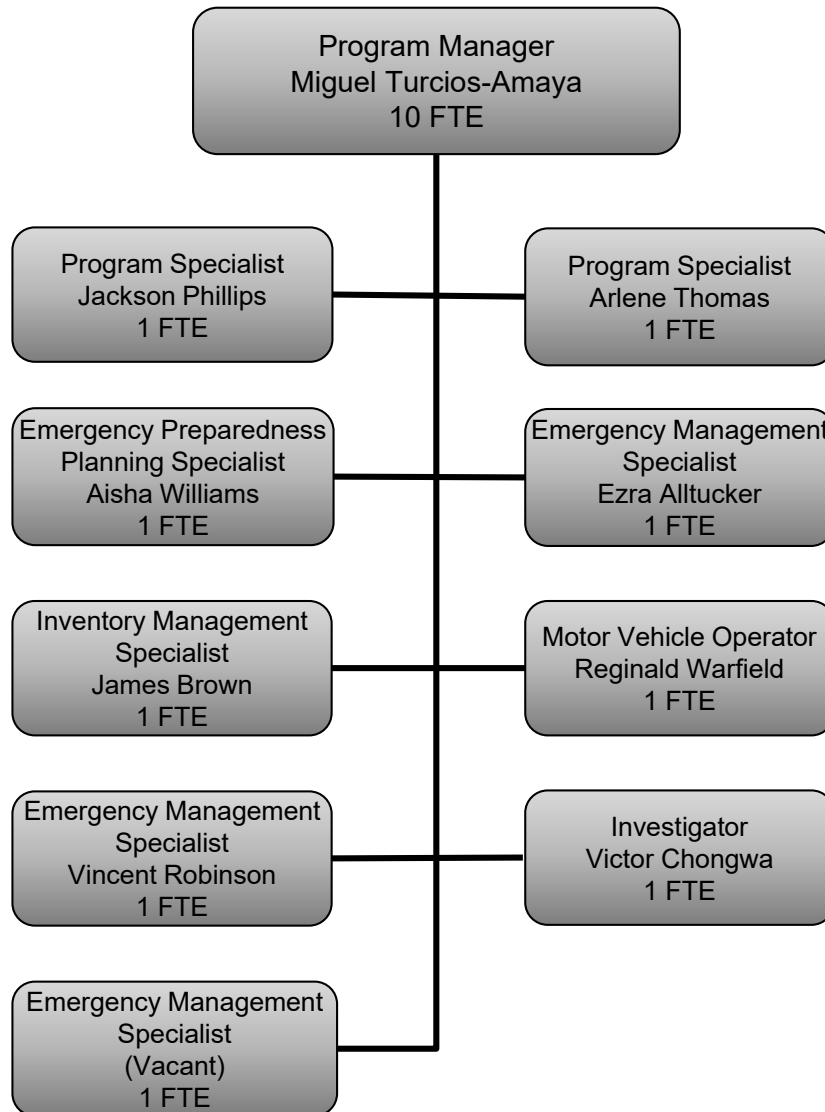 Program Manager
Miguel Turcios-Amaya
10 FTE
Program Specialist
Jackson Phillips
1 FTE
Program Specialist
Arlene Thomas
1 FTE
Emergency Preparedness
Planning Specialist
Aisha Williams
1 FTE
Emergency Management
Specialist
Ezra Alltucker
1 FTE
Inventory Management
Specialist
James Brown
1 FTE
Motor Vehicle Operator
Reginald Warfield
1 FTE
Emergency Management
Specialist
Vincent Robinson
1 FTE
Investigator
Victor Chongwa
1 FTE
Emergency Management
Specialist
(Vacant)
1 FTE